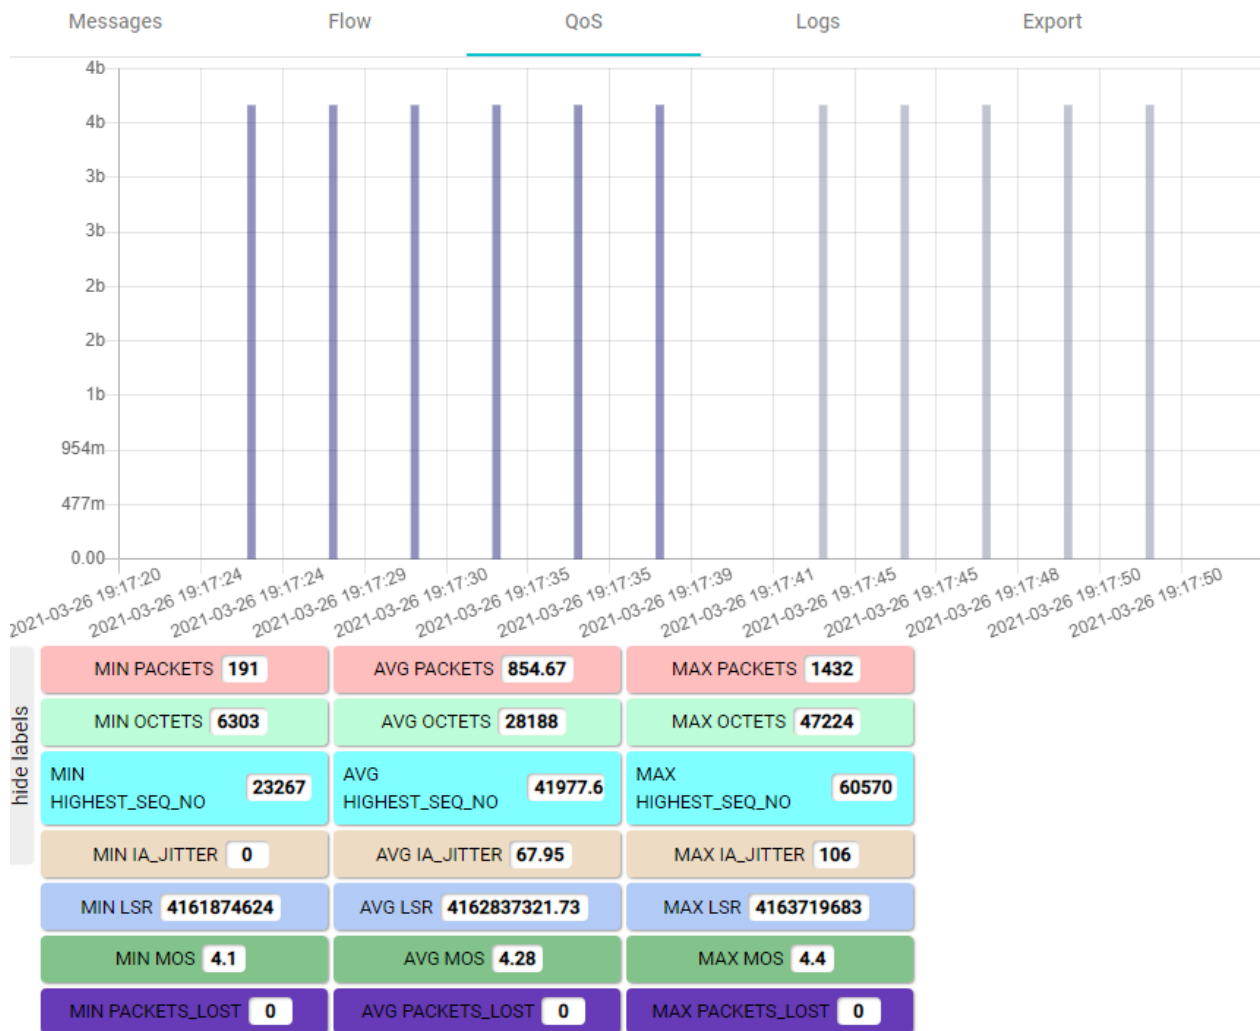 Messages Flow QoS Logs Export
4b
4b
3b
3b
2b
2b
1b
954m
477m
0.00
2021-03-26 19:17:20
2021-03-26 19:17:24
2021-03-26 19:17:24
2021-03-26 19:17:29
2021-03-26 19:17:30
2021-03-26 19:17:35
2021-03-26 19:17:35
2021-03-26 19:17:39
2021-03-26 19:17:41
2021-03-26 19:17:45
2021-03-26 19:17:45
2021-03-26 19:17:48
2021-03-26 19:17:50
2021-03-26 19:17:50
hide labels
MIN PACKETS 191 AVG PACKETS 854.67 MAX PACKETS 1432
MIN OCTETS 6303 AVG OCTETS 28188 MAX OCTETS 47224
MIN HIGHEST_SEQ_NO 23267 AVG HIGHEST_SEQ_NO 41977.6 MAX HIGHEST_SEQ_NO 60570
MIN IA_JITTER 0 AVG IA_JITTER 67.95 MAX IA_JITTER 106
MIN LSR 4161874624 AVG LSR 4162837321.73 MAX LSR 4163719683
MIN MOS 4.1 AVG MOS 4.28 MAX MOS 4.4
MIN PACKETS_LOST 0 AVG PACKETS_LOST 0 MAX PACKETS_LOST 0